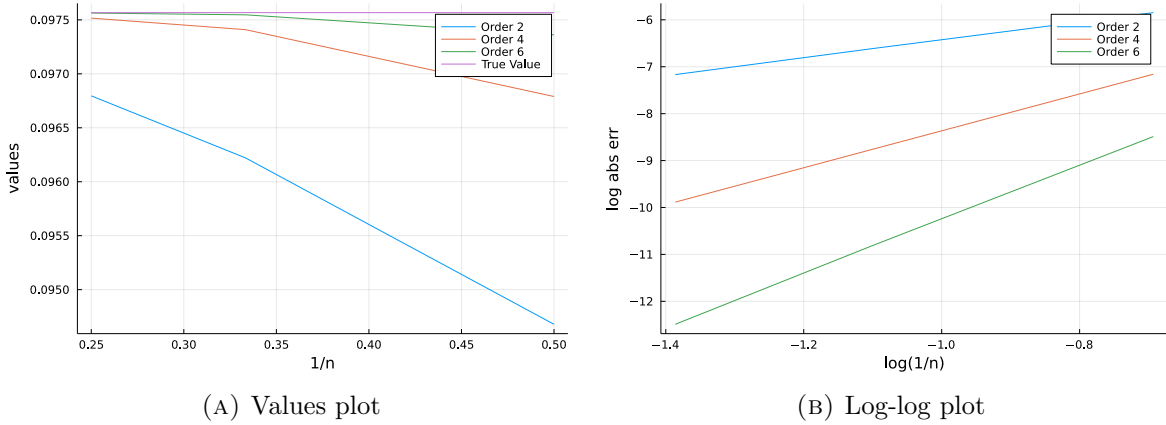 0.0975
0.0970
0.0965
0.0960
0.0955
0.0950
values
0.25
0.30
0.35
0.40
0.45
0.50
1/n
Order 2
Order 4
Order 6
True Value
(A) Values plot
−6
−7
−8
−9
−10
−11
−12
log abs err
−1.4
−1.2
−1.0
−0.8
log(1/n)
Order 2
Order 4
Order 6
(B) Log-log plot